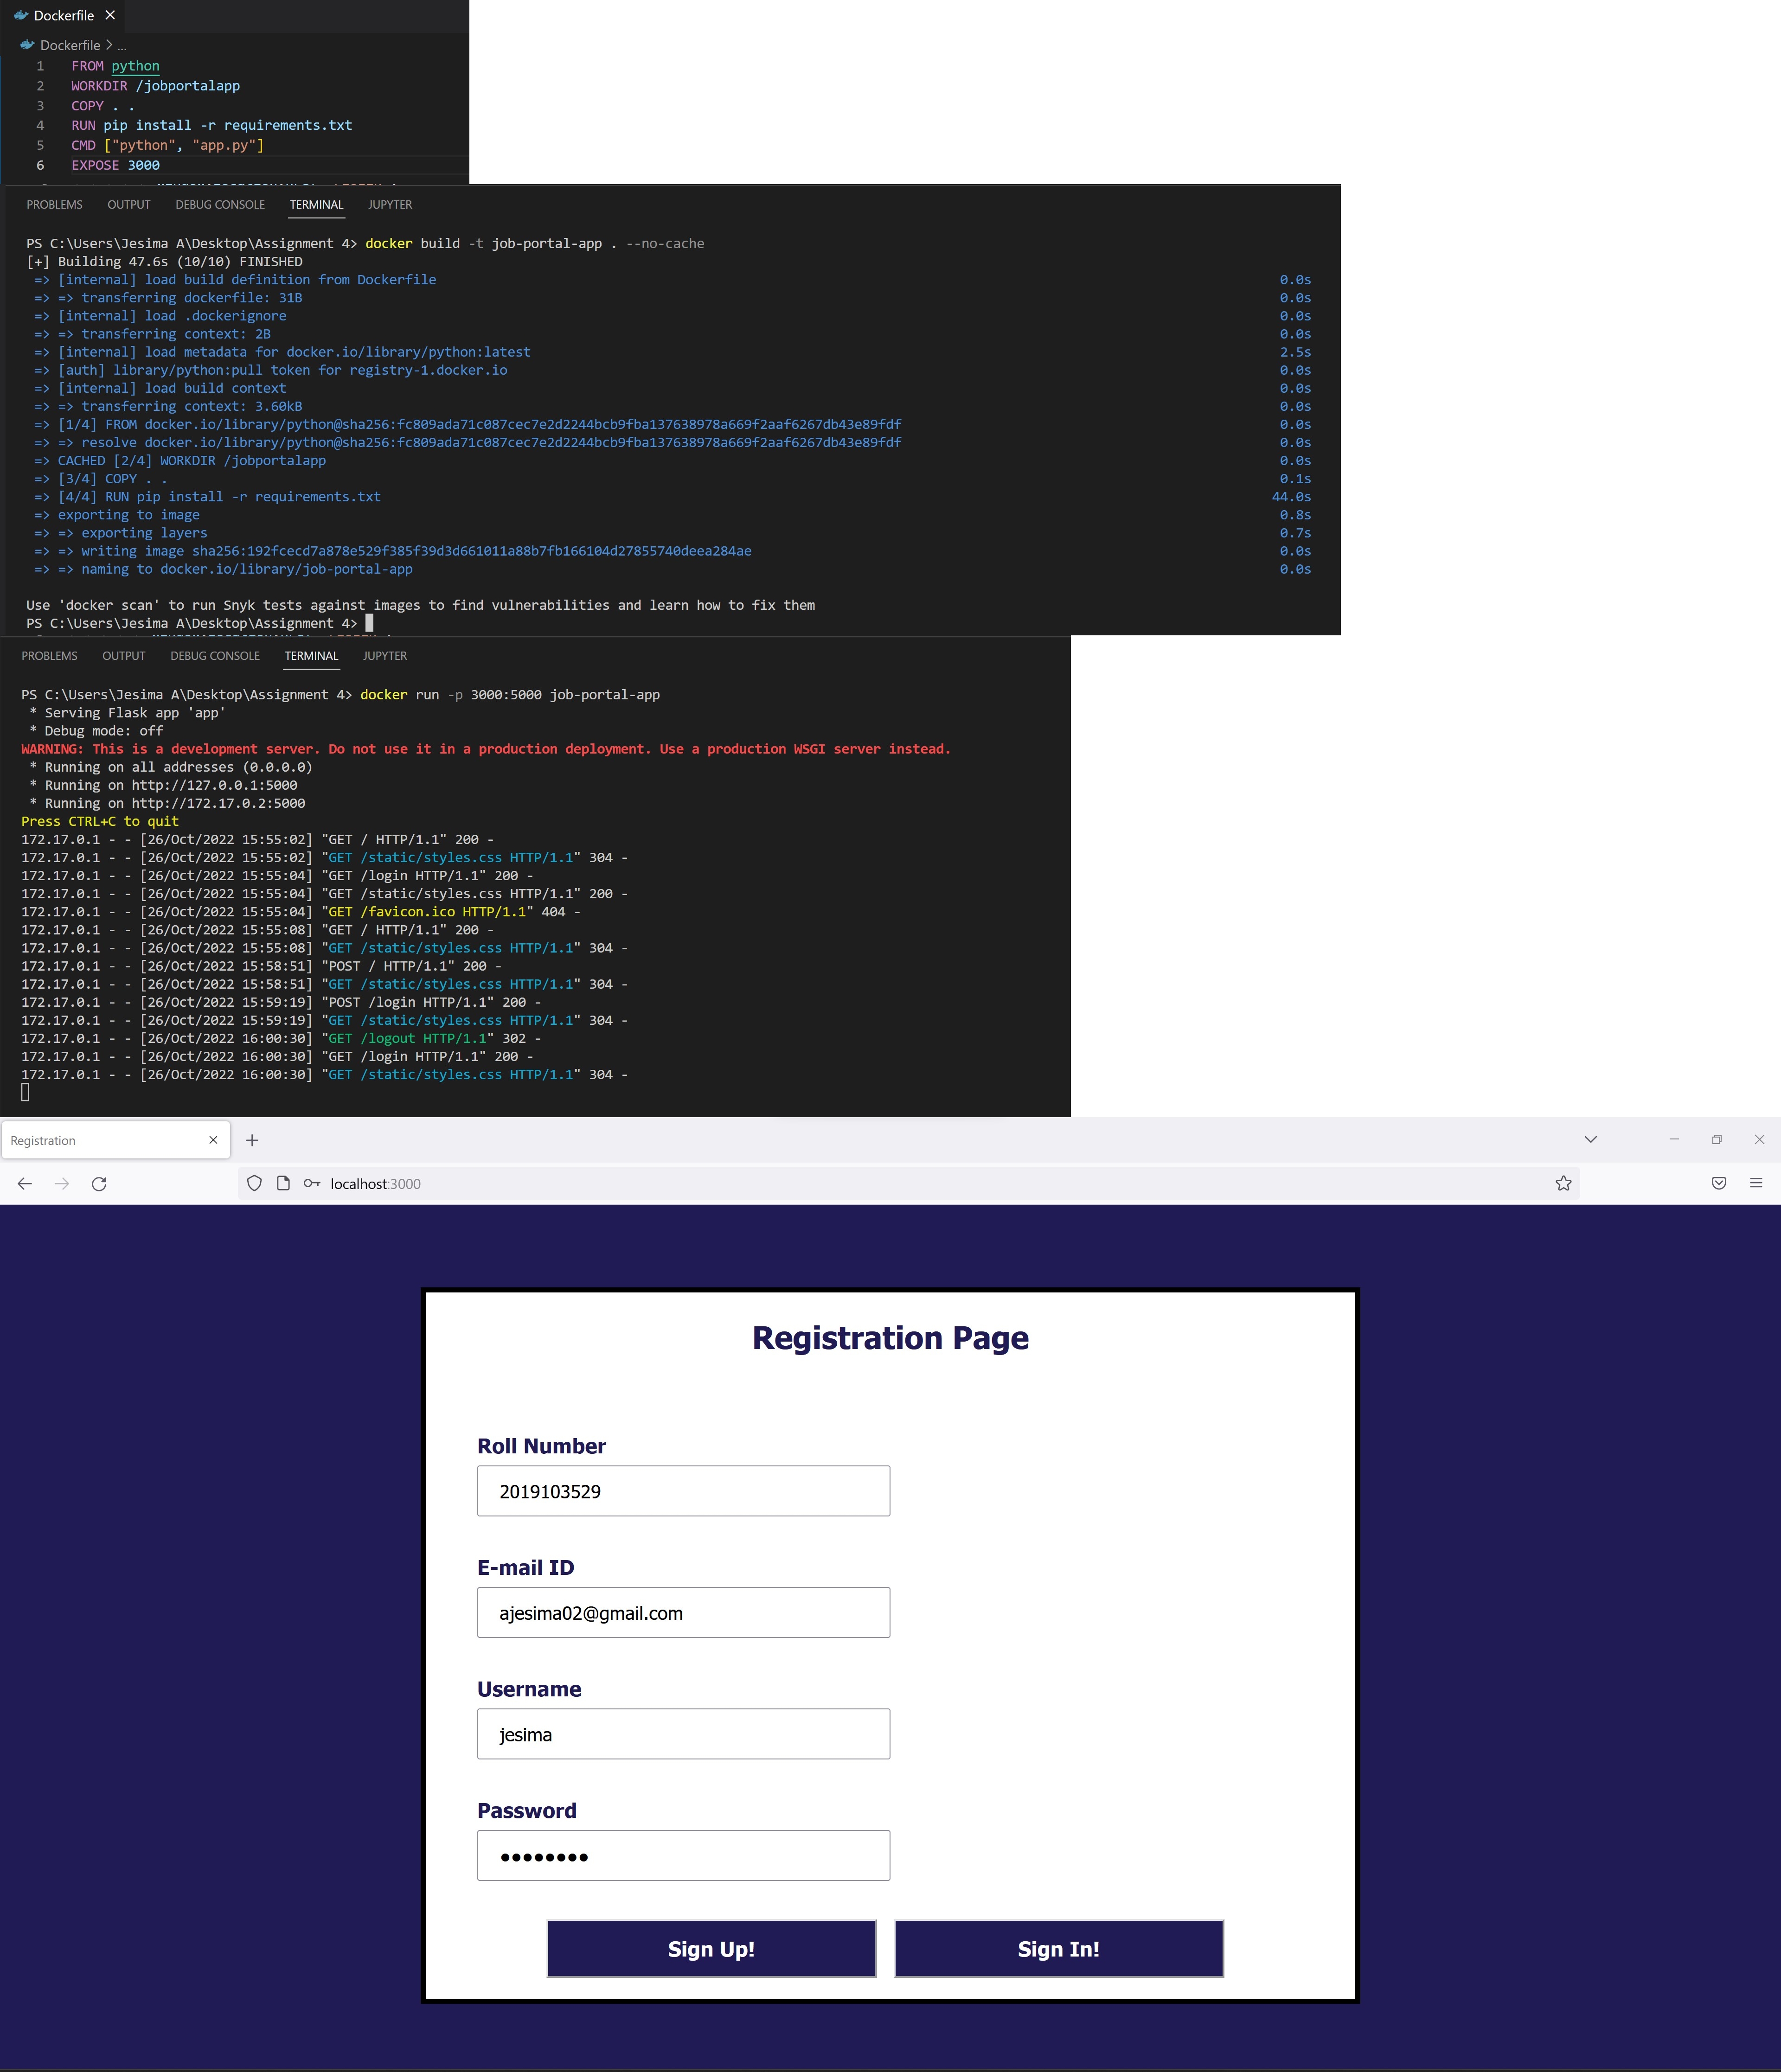 Dockerfile
Dockerfile > ...
1 FROM python
2 WORKDIR /jobportalapp
3 COPY . .
4 RUN pip install -r requirements.txt
5 CMD ["python", "app.py"]
6 EXPOSE 3000
PROBLEMS OUTPUT DEBUG CONSOLE TERMINAL JUPYTER
PS C:\Users\Jesima A\Desktop\Assignment 4> docker build -t job-portal-app . --no-cache
[+] Building 47.6s (10/10) FINISHED
=> [internal] load build definition from Dockerfile 0.0s
=> => transferring dockerfile: 31B 0.0s
=> [internal] load .dockerignore 0.0s
=> => transferring context: 2B 0.0s
=> [internal] load metadata for docker.io/library/python:latest 2.5s
=> [auth] library/python:pull token for registry-1.docker.io 0.0s
=> [internal] load build context 0.0s
=> => transferring context: 3.60kB 0.0s
=> [1/4] FROM docker.io/library/python@sha256:fc809ada71c087cec7e2d2244bcb9fba137638978a669f2aaf6267db43e89fdf 0.0s
=> => resolve docker.io/library/python@sha256:fc809ada71c087cec7e2d2244bcb9fba137638978a669f2aaf6267db43e89fdf 0.0s
=> CACHED [2/4] WORKDIR /jobportalapp 0.0s
=> [3/4] COPY . . 0.1s
=> [4/4] RUN pip install -r requirements.txt 44.0s
=> exporting to image 0.8s
=> => exporting layers 0.7s
=> => writing image sha256:192fcecd7a878e529f385f39d3d661011a88b7fb166104d27855740deea284ae 0.0s
=> => naming to docker.io/library/job-portal-app 0.0s
Use 'docker scan' to run Snyk tests against images to find vulnerabilities and learn how to fix them
PS C:\Users\Jesima A\Desktop\Assignment 4>
PROBLEMS OUTPUT DEBUG CONSOLE TERMINAL JUPYTER
PS C:\Users\Jesima A\Desktop\Assignment 4> docker run -p 3000:5000 job-portal-app
* Serving Flask app 'app'
* Debug mode: off
WARNING: This is a development server. Do not use it in a production deployment. Use a production WSGI server instead.
* Running on all addresses (0.0.0.0)
* Running on http://127.0.0.1:5000
* Running on http://172.17.0.2:5000
Press CTRL+C to quit
172.17.0.1 - - [26/Oct/2022 15:55:02] "GET / HTTP/1.1" 200 -
172.17.0.1 - - [26/Oct/2022 15:55:02] "GET /static/styles.css HTTP/1.1" 304 -
172.17.0.1 - - [26/Oct/2022 15:55:04] "GET /login HTTP/1.1" 200 -
172.17.0.1 - - [26/Oct/2022 15:55:04] "GET /static/styles.css HTTP/1.1" 200 -
172.17.0.1 - - [26/Oct/2022 15:55:04] "GET /favicon.ico HTTP/1.1" 404 -
172.17.0.1 - - [26/Oct/2022 15:55:08] "GET / HTTP/1.1" 200 -
172.17.0.1 - - [26/Oct/2022 15:55:08] "GET /static/styles.css HTTP/1.1" 304 -
172.17.0.1 - - [26/Oct/2022 15:58:51] "POST / HTTP/1.1" 200 -
172.17.0.1 - - [26/Oct/2022 15:58:51] "GET /static/styles.css HTTP/1.1" 304 -
172.17.0.1 - - [26/Oct/2022 15:59:19] "POST /login HTTP/1.1" 200 -
172.17.0.1 - - [26/Oct/2022 15:59:19] "GET /static/styles.css HTTP/1.1" 304 -
172.17.0.1 - - [26/Oct/2022 16:00:30] "GET /logout HTTP/1.1" 302 -
172.17.0.1 - - [26/Oct/2022 16:00:30] "GET /login HTTP/1.1" 200 -
172.17.0.1 - - [26/Oct/2022 16:00:30] "GET /static/styles.css HTTP/1.1" 304 -
Registration
localhost:3000
Registration Page
Roll Number
2019103529
E-mail ID
ajesima02@gmail.com
Username
jesima
Password
••••••••
Sign Up! Sign In!